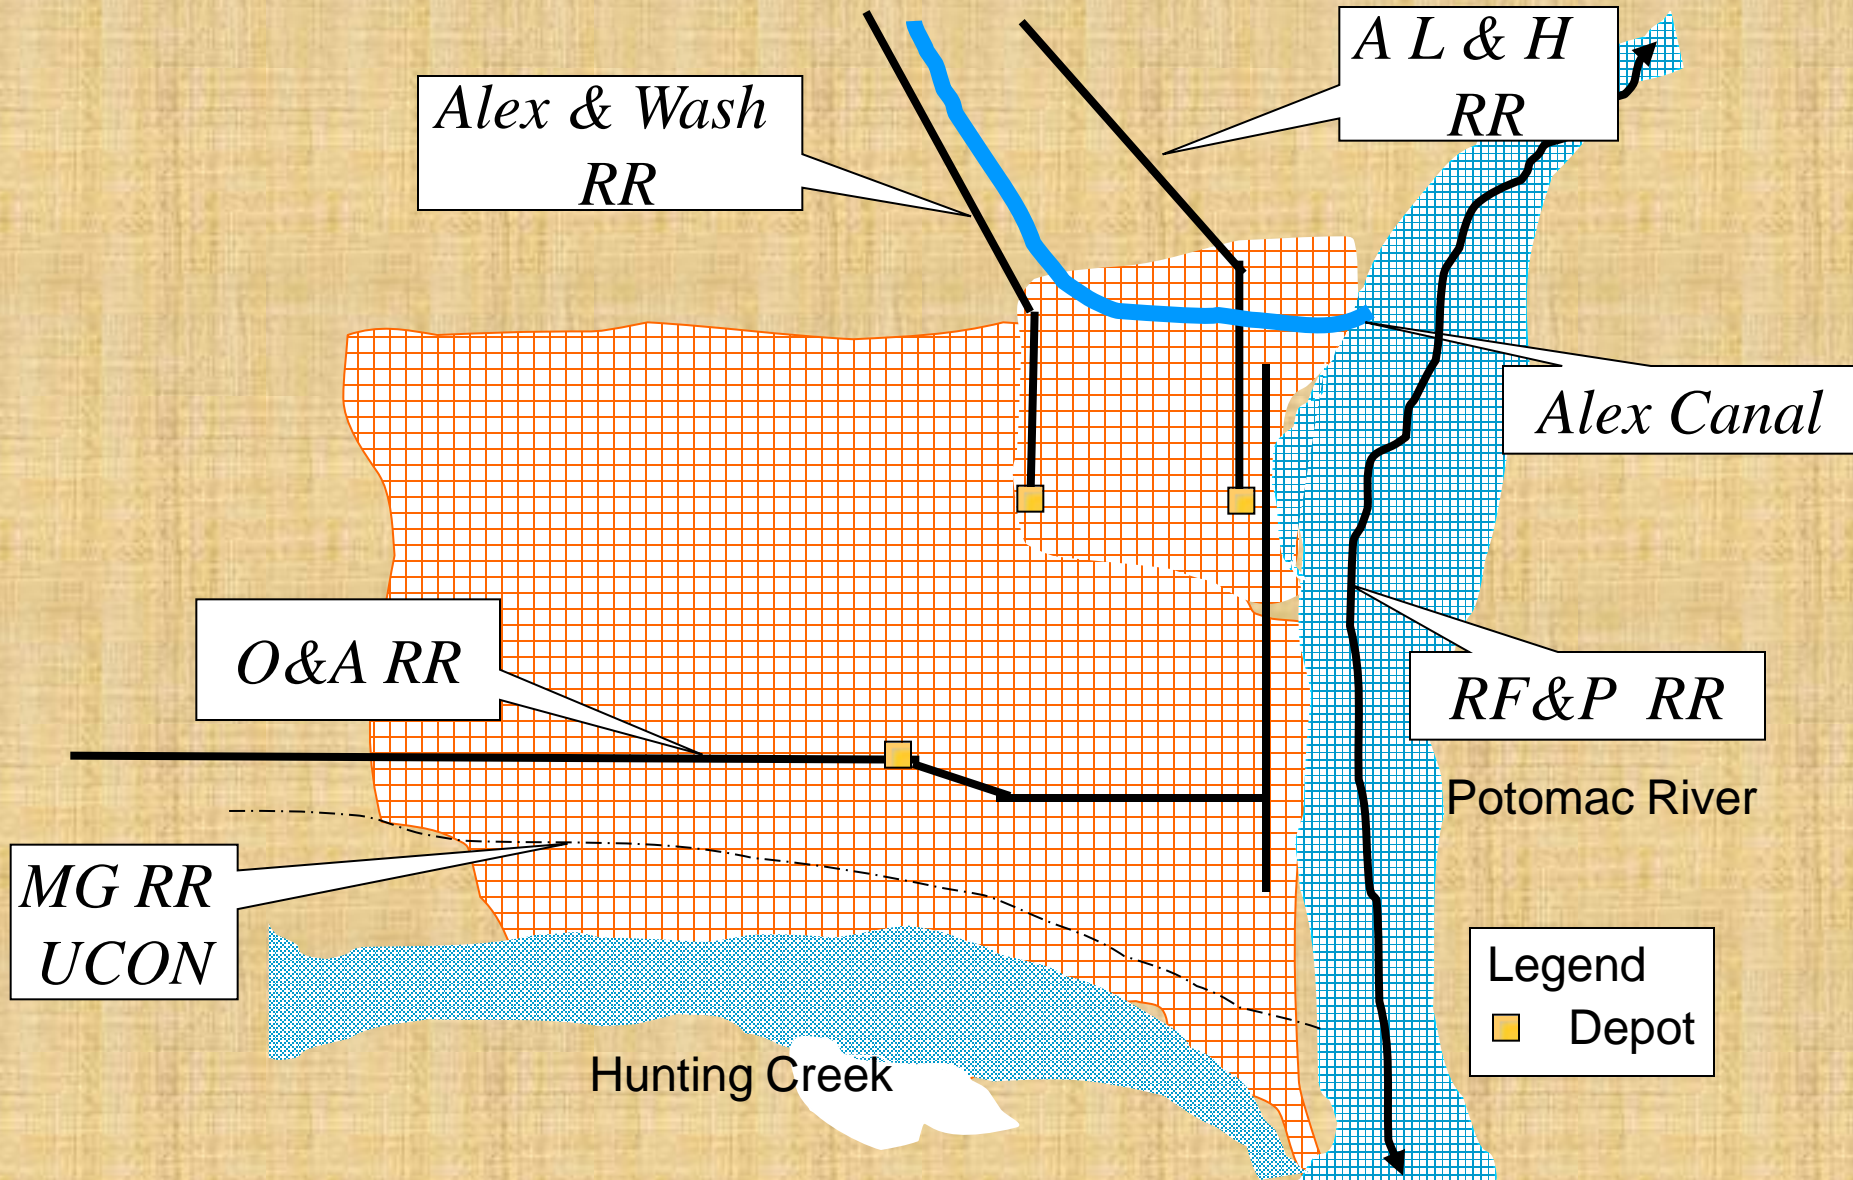 A L & H
RR
Alex & Wash
RR
Alex Canal
O&A RR
RF&P RR
Potomac River
MG RR
UCON
Legend
Depot
Hunting Creek